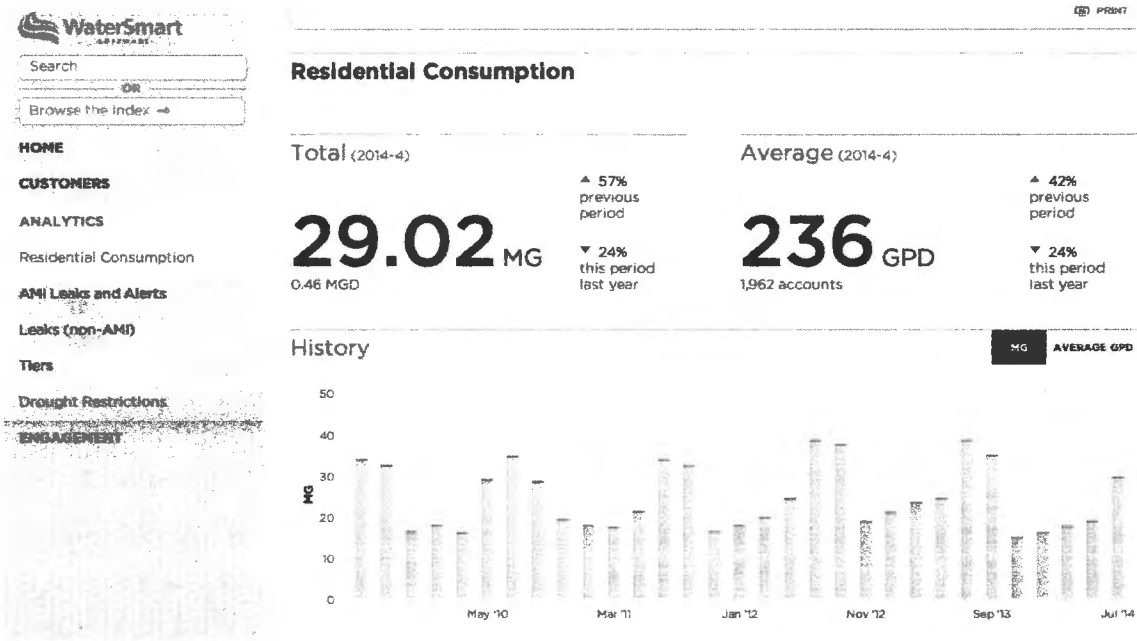 WaterSmart
SOFTWARE
PRINT
Search
OR
Browse the Index →
HOME
CUSTOMERS
ANALYTICS
Residential Consumption
AMI Leaks and Alerts
Leaks (non-AMI)
Tiers
Drought Restrictions
ENGAGEMENT
Residential Consumption
Total (2014-4)
29.02 MG
0.46 MGD
▲ 57%
previous
period
▼ 24%
this period
last year
Average (2014-4)
236 GPD
1,962 accounts
▲ 42%
previous
period
▼ 24%
this period
last year
History
MG AVERAGE GPD
MG
50
40
30
20
10
0
May '10 Mar '11 Jan '12 Nov '12 Sep '13 Jul '14